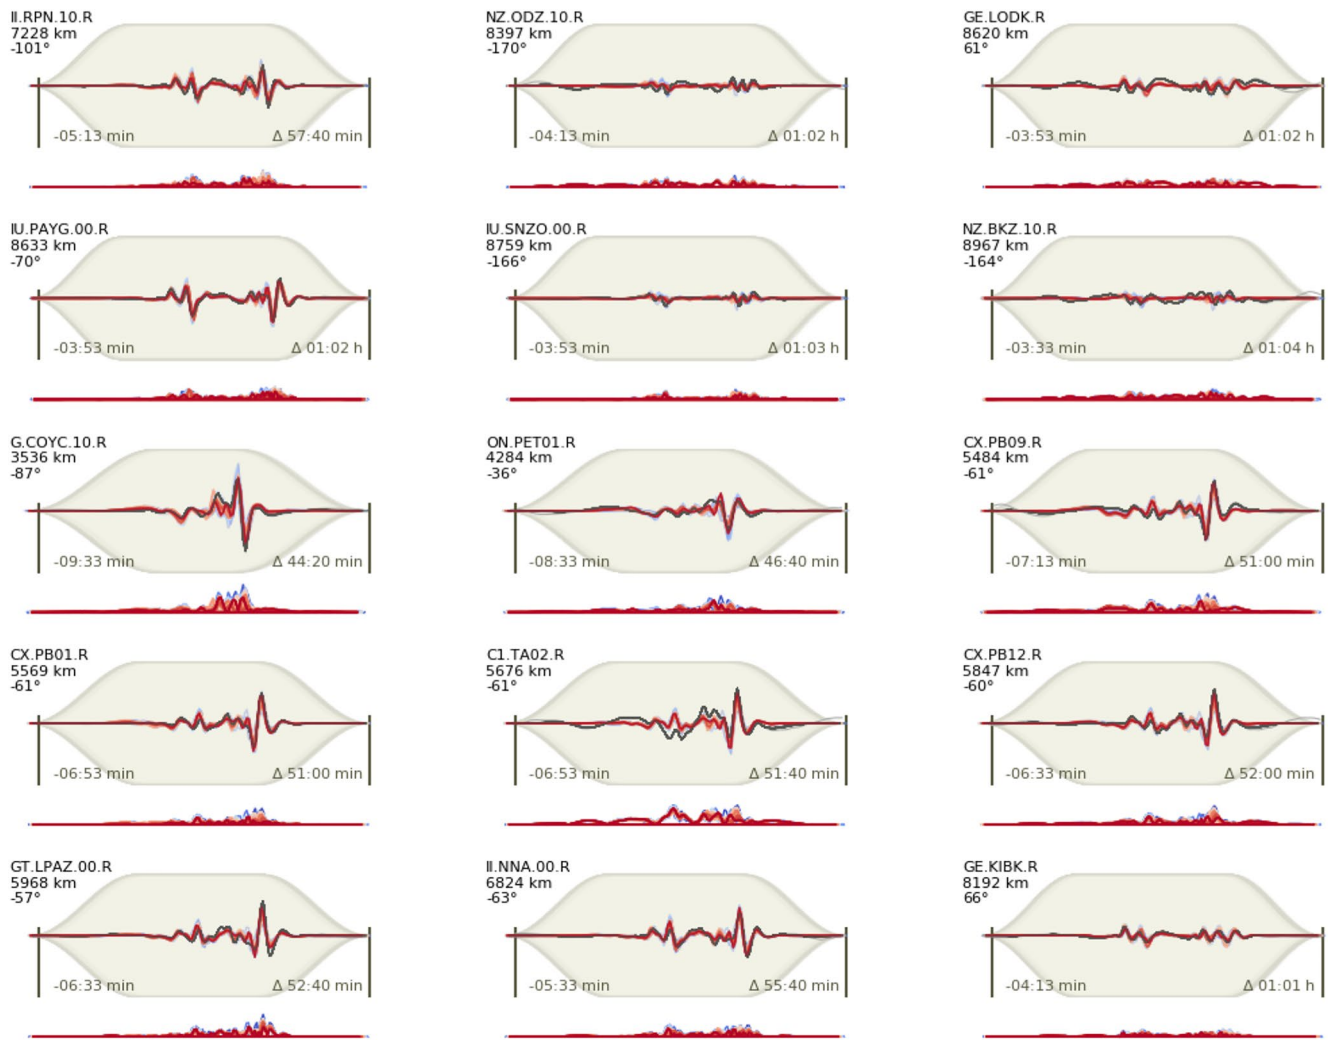 II.RPN.10.R
7228 km
-101°
-05:13 min
Δ 57:40 min
NZ.ODZ.10.R
8397 km
-170°
-04:13 min
Δ 01:02 h
GE.LODK.R
8620 km
61°
-03:53 min
Δ 01:02 h
IU.PAYG.00.R
8633 km
-70°
-03:53 min
Δ 01:02 h
IU.SNZO.00.R
8759 km
-166°
-03:53 min
Δ 01:03 h
NZ.BKZ.10.R
8967 km
-164°
-03:33 min
Δ 01:04 h
G.COYC.10.R
3536 km
-87°
-09:33 min
Δ 44:20 min
ON.PET01.R
4284 km
-36°
-08:33 min
Δ 46:40 min
CX.PB09.R
5484 km
-61°
-07:13 min
Δ 51:00 min
CX.PB01.R
5569 km
-61°
-06:53 min
Δ 51:00 min
C1.TA02.R
5676 km
-61°
-06:53 min
Δ 51:40 min
CX.PB12.R
5847 km
-60°
-06:33 min
Δ 52:00 min
GT.LPAZ.00.R
5968 km
-57°
-06:33 min
Δ 52:40 min
II.NNA.00.R
6824 km
-63°
-05:33 min
Δ 55:40 min
GE.KIBK.R
8192 km
66°
-04:13 min
Δ 01:01 h